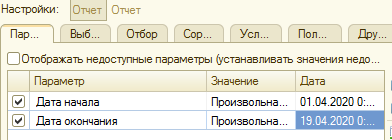 Настройки: Отчет Отчет
Пар... Выб... Отбор Сор... Усл... Пол... Дру...
Отображать недоступные параметры (устанавливать значения недо...
Параметр Значение Дата
Дата начала Произвольна... 01.04.2020 0:...
Дата окончания Произвольна... 19.04.2020 0:...